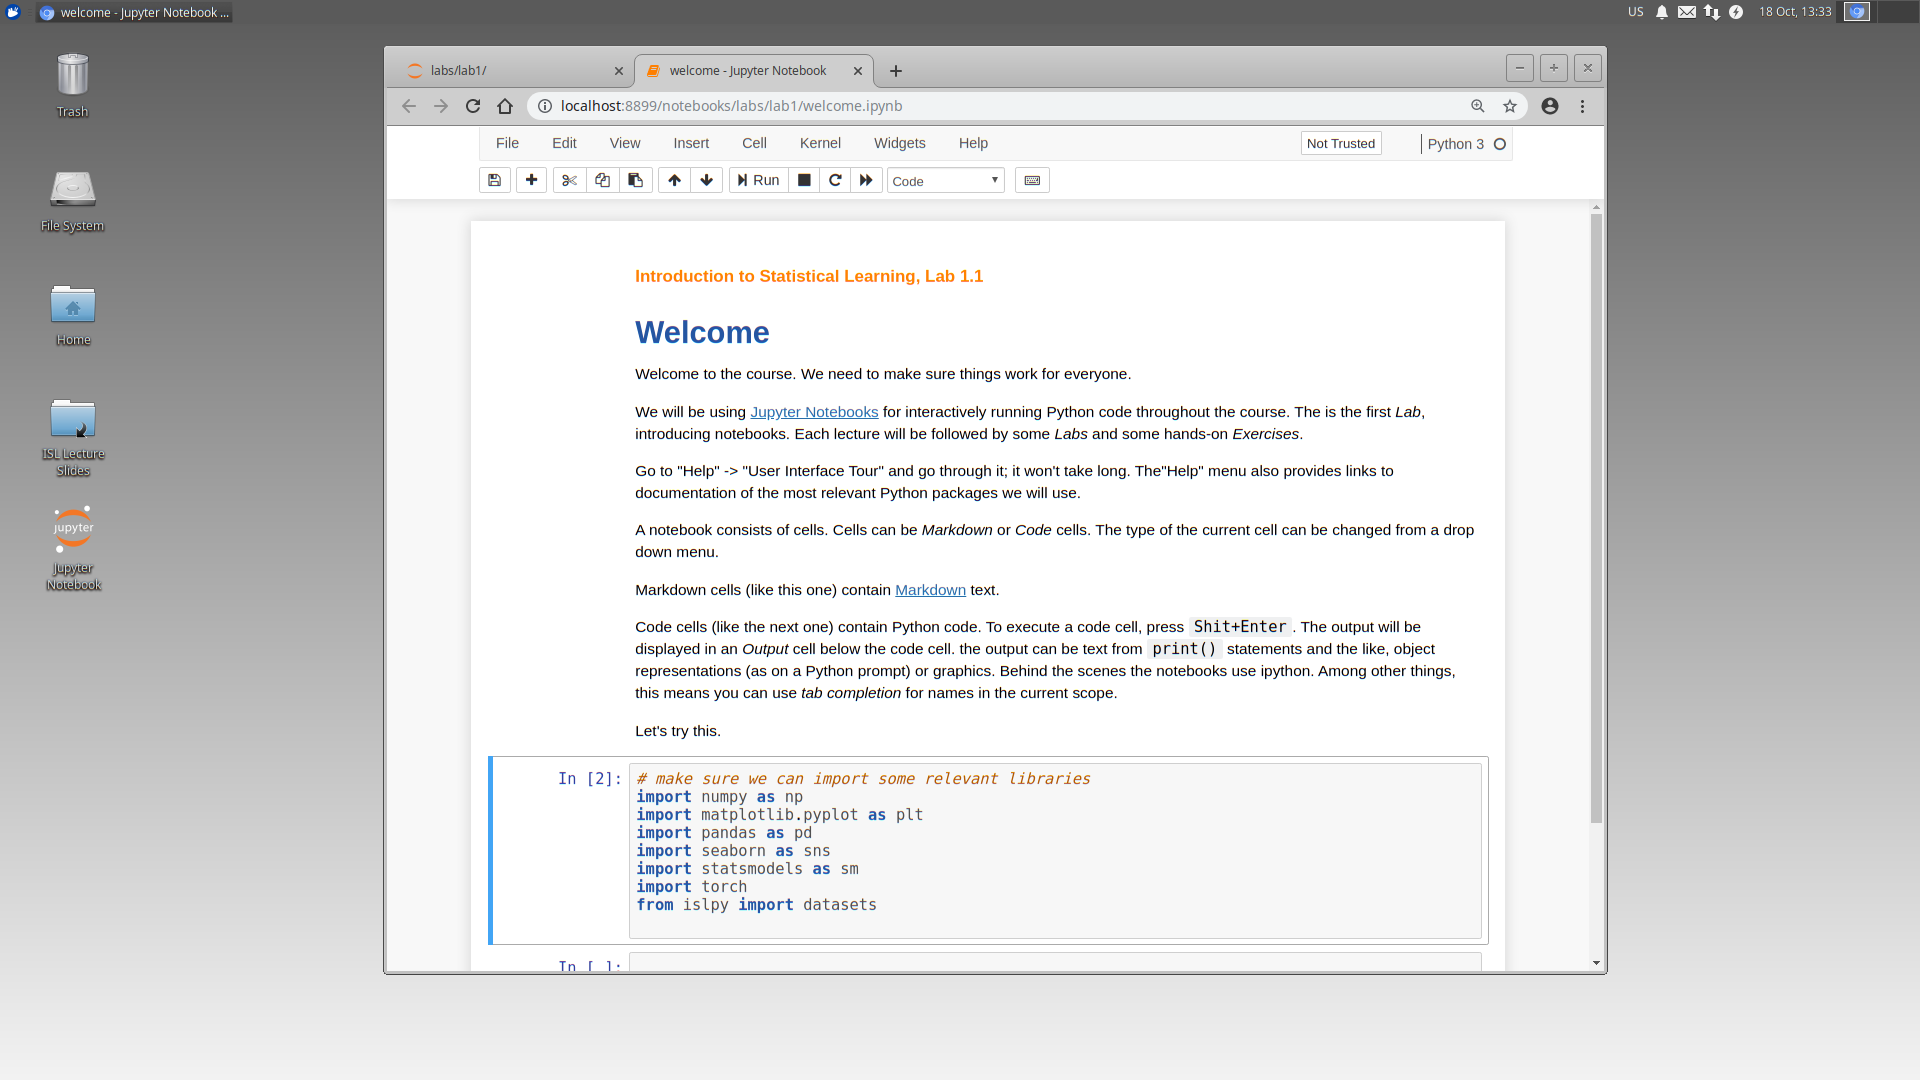 welcome - Jupyter Notebook ...
US
18 Oct, 13:33
Trash
File System
Home
ISL Lecture
Slides
jupyter
Jupyter
Notebook
labs/lab1/
welcome - Jupyter Notebook
localhost:8899/notebooks/labs/lab1/welcome.ipynb
File Edit View Insert Cell Kernel Widgets Help
Not Trusted
Python 3
Run
Code
Introduction to Statistical Learning, Lab 1.1
Welcome
Welcome to the course. We need to make sure things work for everyone.
We will be using Jupyter Notebooks for interactively running Python code throughout the course. The is the first Lab,
introducing notebooks. Each lecture will be followed by some Labs and some hands-on Exercises.
Go to "Help" -> "User Interface Tour" and go through it; it won't take long. The"Help" menu also provides links to
documentation of the most relevant Python packages we will use.
A notebook consists of cells. Cells can be Markdown or Code cells. The type of the current cell can be changed from a drop
down menu.
Markdown cells (like this one) contain Markdown text.
Code cells (like the next one) contain Python code. To execute a code cell, press Shit+Enter. The output will be
displayed in an Output cell below the code cell. the output can be text from print() statements and the like, object
representations (as on a Python prompt) or graphics. Behind the scenes the notebooks use ipython. Among other things,
this means you can use tab completion for names in the current scope.
Let's try this.
In [2]:
# make sure we can import some relevant libraries
import numpy as np
import matplotlib.pyplot as plt
import pandas as pd
import seaborn as sns
import statsmodels as sm
import torch
from islpy import datasets
In [ ]: